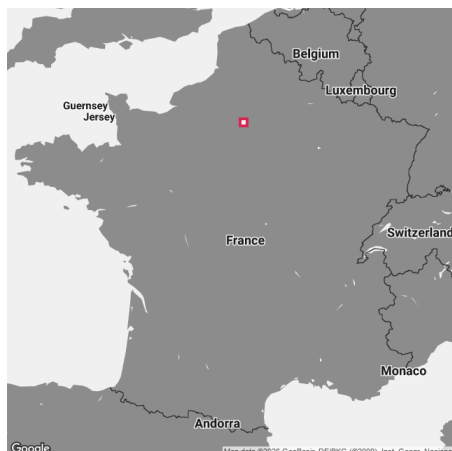 Belgium
Luxembourg
Guernsey
Jersey
Switzerland
France
Monaco
Andorra
Google